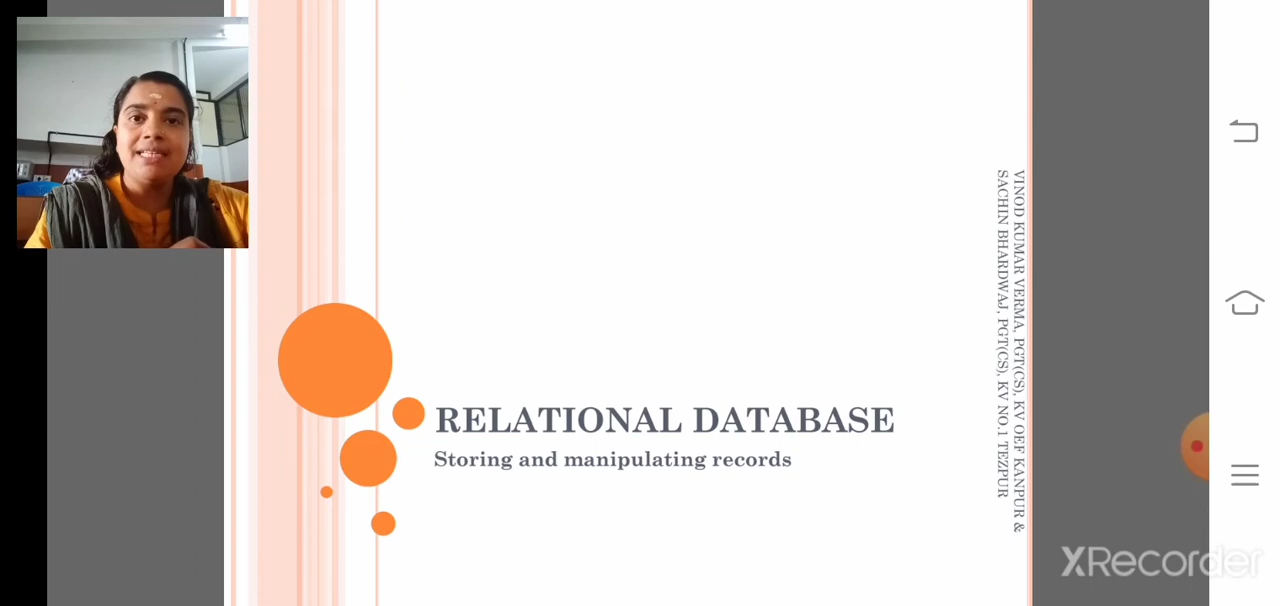 RELATIONAL DATABASE
Storing and manipulating records
VINOD KUMAR VERMA, PGT(CS), KV OEF KANPUR &
SACHIN BHARDWAJ, PGT(CS), KV NO.1 TEZPUR
XRecorder